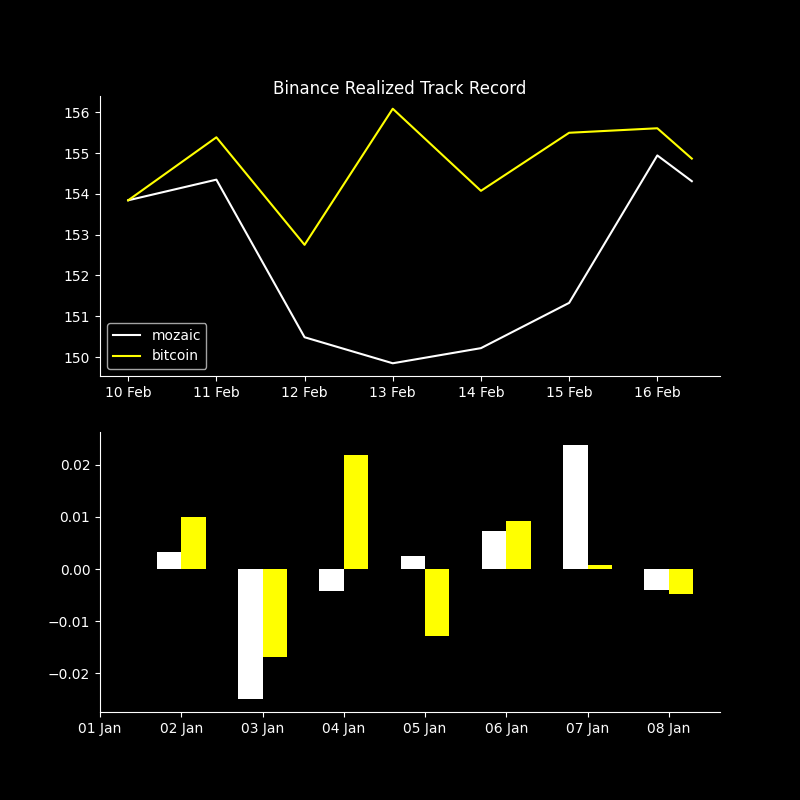 Binance Realized Track Record
156
155
154
153
152
151
150
mozaic
bitcoin
10 Feb 11 Feb 12 Feb 13 Feb 14 Feb 15 Feb 16 Feb
0.02
0.01
0.00
−0.01
−0.02
01 Jan 02 Jan 03 Jan 04 Jan 05 Jan 06 Jan 07 Jan 08 Jan